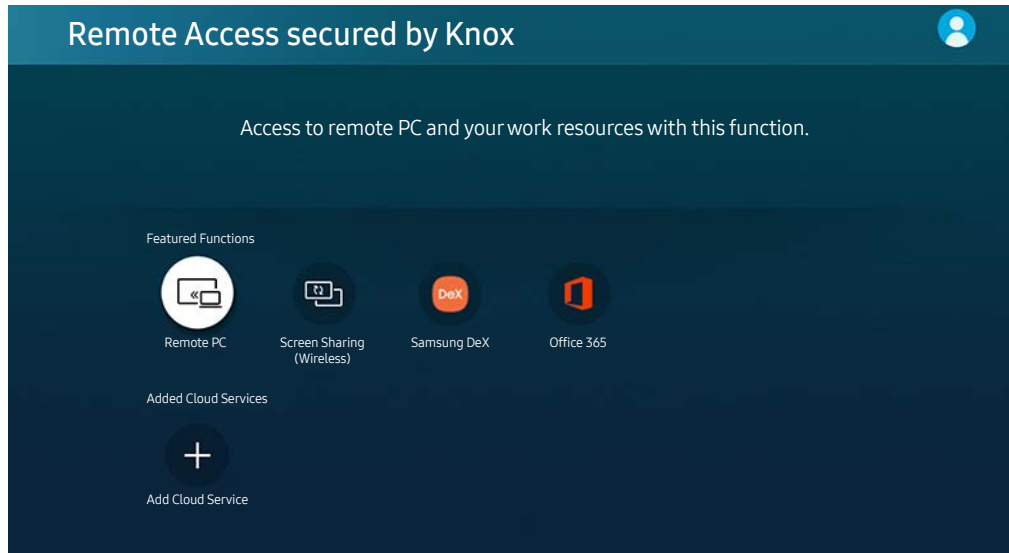 Remote Access secured by Knox
Access to remote PC and your work resources with this function.
Featured Functions
DeX
Remote PC
Screen Sharing
(Wireless)
Samsung DeX
Office 365
Added Cloud Services
Add Cloud Service